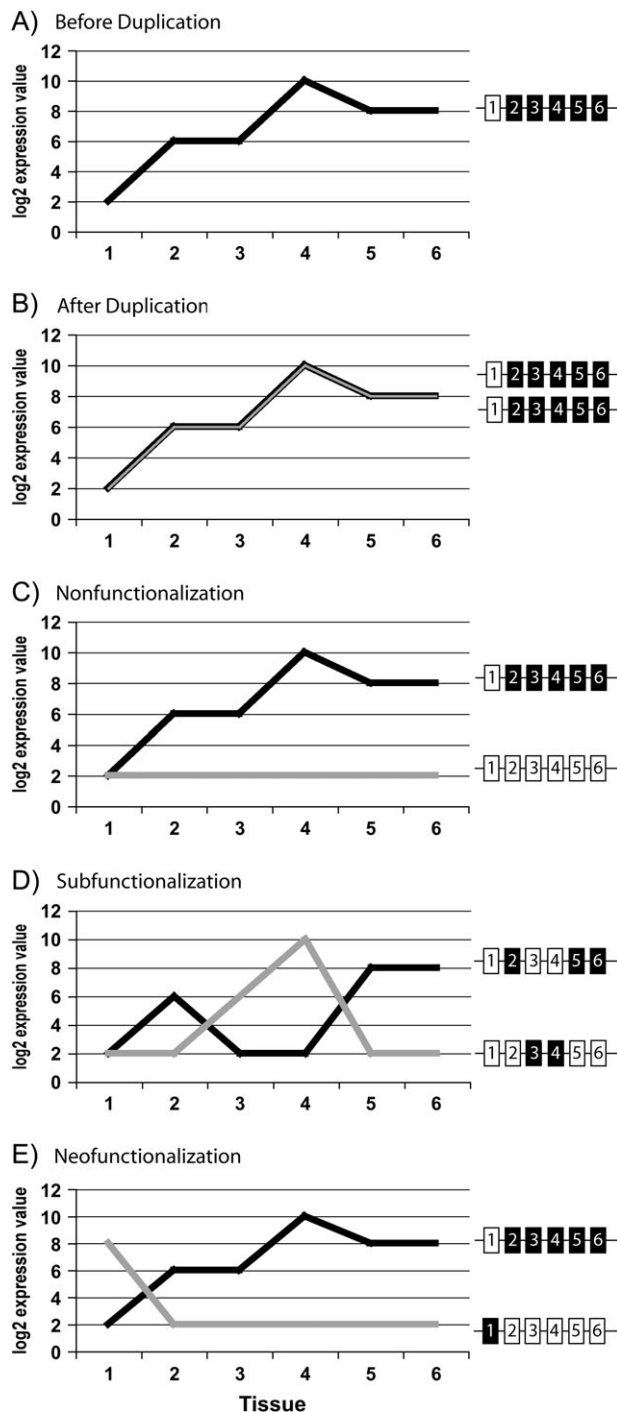 A) Before Duplication
log2 expression value
12
10
8
6
4
2
0
1 2 3 4 5 6
1 2 3 4 5 6
B) After Duplication
log2 expression value
12
10
8
6
4
2
0
1 2 3 4 5 6
1 2 3 4 5 6
1 2 3 4 5 6
C) Nonfunctionalization
log2 expression value
12
10
8
6
4
2
0
1 2 3 4 5 6
1 2 3 4 5 6
1 2 3 4 5 6
D) Subfunctionalization
log2 expression value
12
10
8
6
4
2
0
1 2 3 4 5 6
1 2 3 4 5 6
1 2 3 4 5 6
E) Neofunctionalization
log2 expression value
12
10
8
6
4
2
0
1 2 3 4 5 6
1 2 3 4 5 6
1 2 3 4 5 6
Tissue